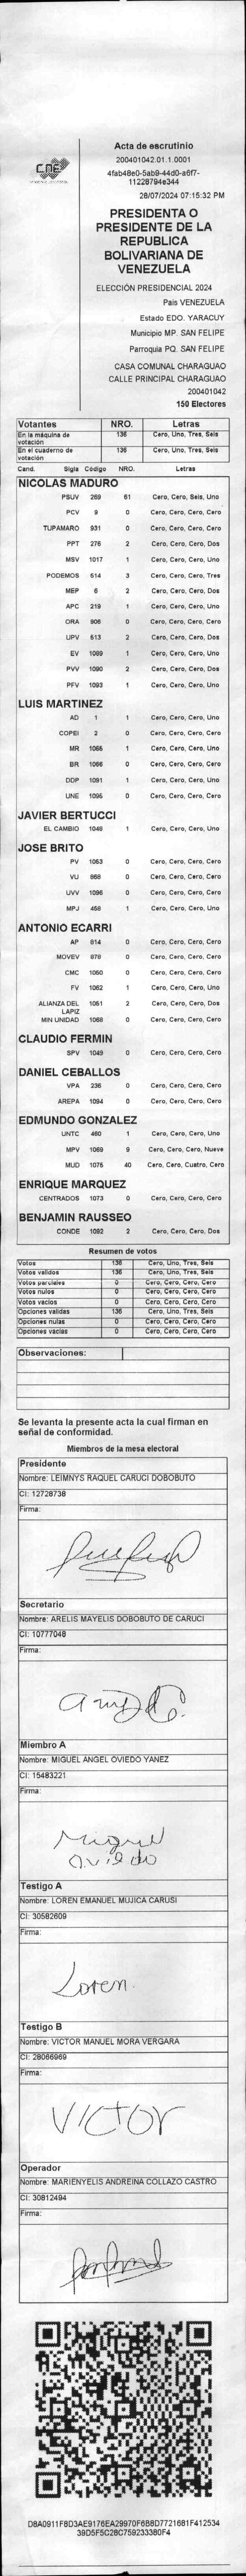 CNE
Acta de escrutinio
200401042.01.1.0001
4fab48e0-5ab9-44d0-a6f7-
11228794e344
28/07/2024 07:15:32 PM
PRESIDENTA O
PRESIDENTE DE LA
REPUBLICA
BOLIVARIANA DE
VENEZUELA
ELECCIÓN PRESIDENCIAL 2024
Pais VENEZUELA
Estado EDO. YARACUY
Municipio MP. SAN FELIPE
Parroquia PQ. SAN FELIPE
CASA COMUNAL CHARAGUAO
CALLE PRINCIPAL CHARAGUAO
200401042
150 Electores
Votantes NRO. Letras
En la máquina de votación 136 Cero, Uno, Tres, Seis
En el cuaderno de votación 136 Cero, Uno, Tres, Seis
Cand. Sigla Código NRO. Letras
NICOLAS MADURO
PSUV 269 61 Cero, Cero, Seis, Uno
PCV 9 0 Cero, Cero, Cero, Cero
TUPAMARO 931 0 Cero, Cero, Cero, Cero
PPT 276 2 Cero, Cero, Cero, Dos
MSV 1017 1 Cero, Cero, Cero, Uno
PODEMOS 514 3 Cero, Cero, Cero, Tres
MEP 6 2 Cero, Cero, Cero, Dos
APC 219 1 Cero, Cero, Cero, Uno
ORA 906 0 Cero, Cero, Cero, Cero
UPV 513 2 Cero, Cero, Cero, Dos
EV 1089 1 Cero, Cero, Cero, Uno
PVV 1090 2 Cero, Cero, Cero, Dos
PFV 1093 1 Cero, Cero, Cero, Uno
LUIS MARTINEZ
AD 1 1 Cero, Cero, Cero, Uno
COPEI 2 0 Cero, Cero, Cero, Cero
MR 1065 1 Cero, Cero, Cero, Uno
BR 1066 0 Cero, Cero, Cero, Cero
DDP 1091 1 Cero, Cero, Cero, Uno
UNE 1095 0 Cero, Cero, Cero, Cero
JAVIER BERTUCCI
EL CAMBIO 1048 1 Cero, Cero, Cero, Uno
JOSE BRITO
PV 1053 0 Cero, Cero, Cero, Cero
VU 868 0 Cero, Cero, Cero, Cero
UVV 1096 0 Cero, Cero, Cero, Cero
MPJ 458 1 Cero, Cero, Cero, Uno
ANTONIO ECARRI
AP 814 0 Cero, Cero, Cero, Cero
MOVEV 878 0 Cero, Cero, Cero, Cero
CMC 1050 0 Cero, Cero, Cero, Cero
FV 1052 1 Cero, Cero, Cero, Uno
ALIANZA DEL LAPIZ 1051 2 Cero, Cero, Cero, Dos
MIN UNIDAD 1068 0 Cero, Cero, Cero, Cero
CLAUDIO FERMIN
SPV 1049 0 Cero, Cero, Cero, Cero
DANIEL CEBALLOS
VPA 236 0 Cero, Cero, Cero, Cero
AREPA 1094 0 Cero, Cero, Cero, Cero
EDMUNDO GONZALEZ
UNTC 460 1 Cero, Cero, Cero, Uno
MPV 1069 9 Cero, Cero, Cero, Nueve
MUD 1075 40 Cero, Cero, Cuatro, Cero
ENRIQUE MARQUEZ
CENTRADOS 1073 0 Cero, Cero, Cero, Cero
BENJAMIN RAUSSEO
CONDE 1092 2 Cero, Cero, Cero, Dos
Resumen de votos
Votos 136 Cero, Uno, Tres, Seis
Votos validos 136 Cero, Uno, Tres, Seis
Votos parciales 0 Cero, Cero, Cero, Cero
Votos nulos 0 Cero, Cero, Cero, Cero
Votos vacios 0 Cero, Cero, Cero, Cero
Opciones validas 136 Cero, Uno, Tres, Seis
Opciones nulas 0 Cero, Cero, Cero, Cero
Opciones vacias 0 Cero, Cero, Cero, Cero
Observaciones:
Se levanta la presente acta la cual firman en
señal de conformidad.
Miembros de la mesa electoral
Presidente
Nombre: LEIMNYS RAQUEL CARUCI DOBOBUTO
CI: 12728738
Firma:
Secretario
Nombre: ARELIS MAYELIS DOBOBUTO DE CARUCI
CI: 10777048
Firma:
Miembro A
Nombre: MIGUEL ANGEL OVIEDO YANEZ
CI: 15483221
Firma:
Miguel
Oviedo
Testigo A
Nombre: LOREN EMANUEL MUJICA CARUSI
CI: 30582609
Firma:
Loren
Testigo B
Nombre: VICTOR MANUEL MORA VERGARA
CI: 28066969
Firma:
VICTOR
Operador
Nombre: MARIENYELIS ANDREINA COLLAZO CASTRO
CI: 30812494
Firma:
D8A0911F8D3AE9176EA29970F6B8D7721681F412534
39D5F5C28C759233380F4